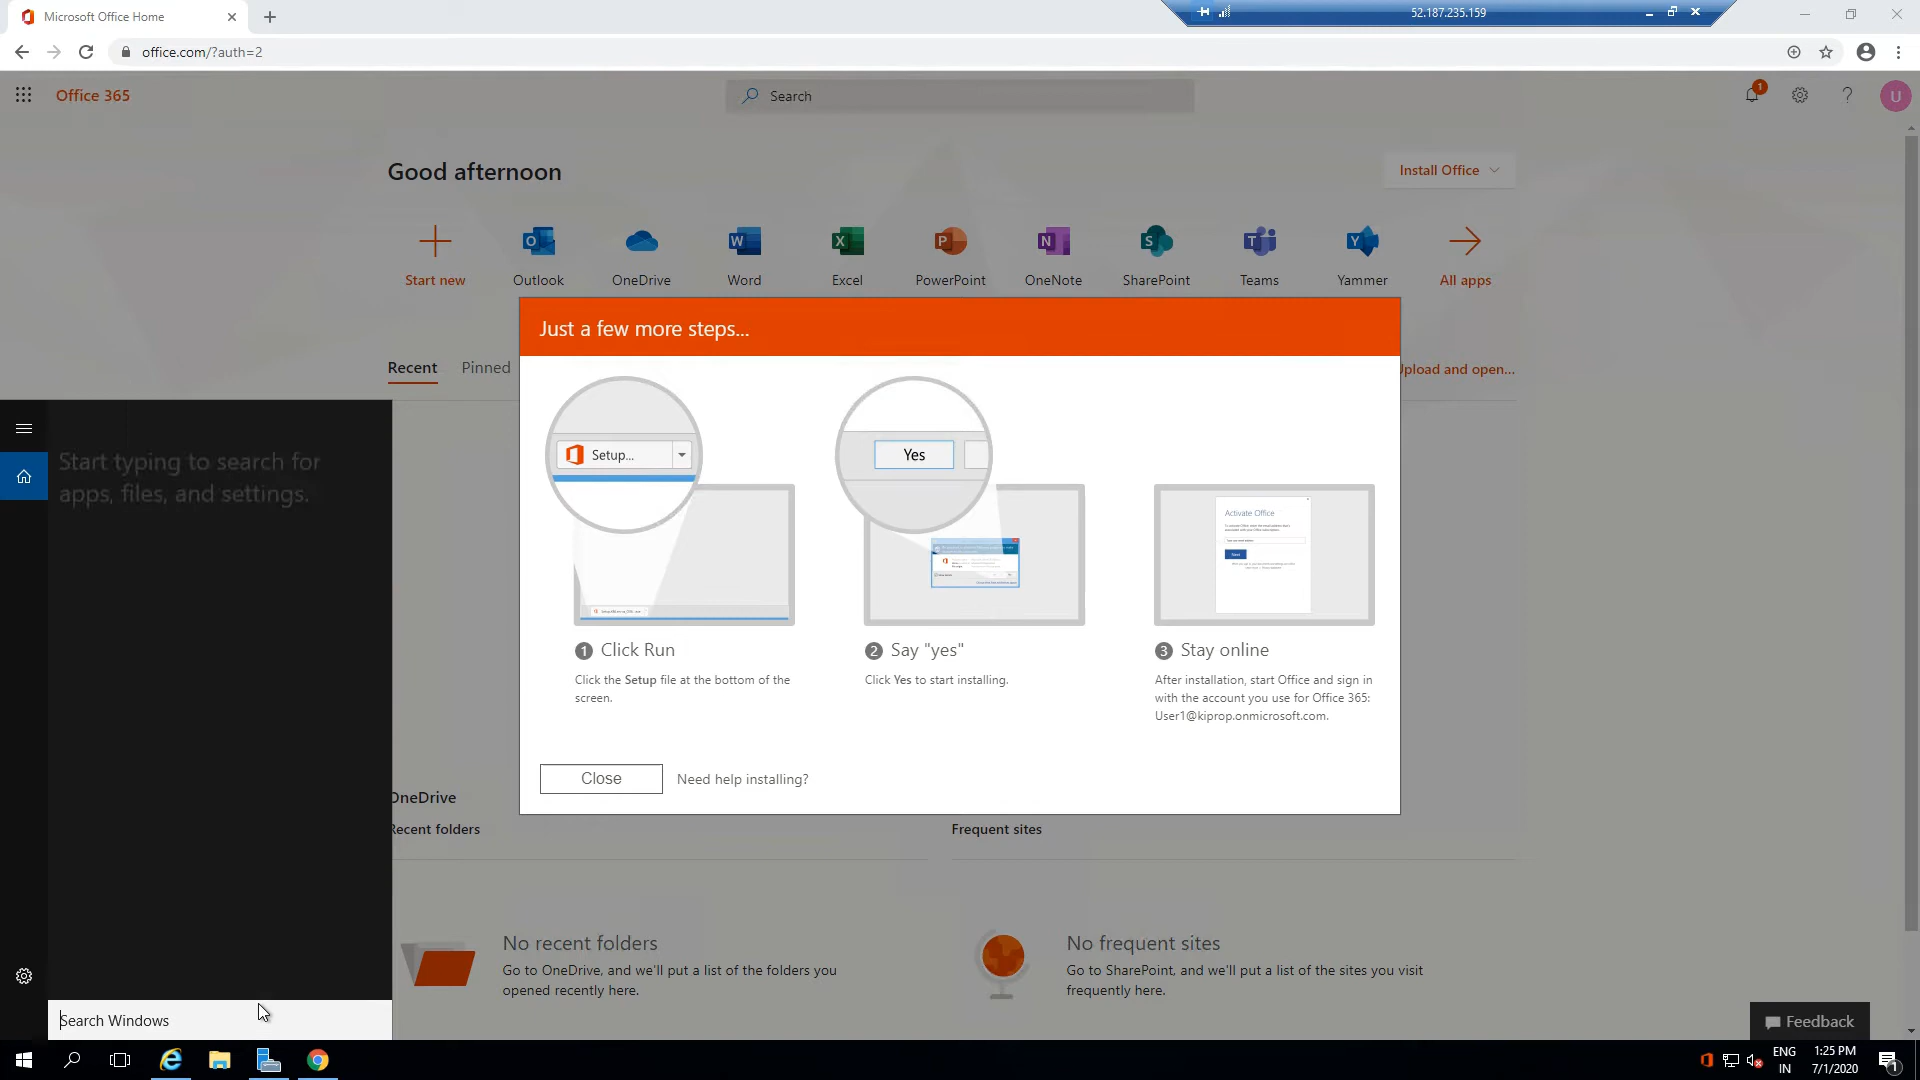 Microsoft Office Home
52.187.235.159
office.com/?auth=2
Office 365
Search
1
U
Good afternoon
Install Office
Start new
Outlook
OneDrive
Word
Excel
PowerPoint
OneNote
SharePoint
Teams
Yammer
All apps
Just a few more steps...
Recent
Pinned
Upload and open...
Start typing to search for
apps, files, and settings.
Setup...
Yes
Activate Office
1 Click Run
Click the Setup file at the bottom of the
screen.
2 Say "yes"
Click Yes to start installing.
3 Stay online
After installation, start Office and sign in
with the account you use for Office 365:
User1@kiprop.onmicrosoft.com.
Close
Need help installing?
OneDrive
Recent folders
Frequent sites
No recent folders
Go to OneDrive, and we'll put a list of the folders you
opened recently here.
No frequent sites
Go to SharePoint, and we'll put a list of the sites you visit
frequently here.
Search Windows
Feedback
ENG
IN
1:25 PM
7/1/2020
1